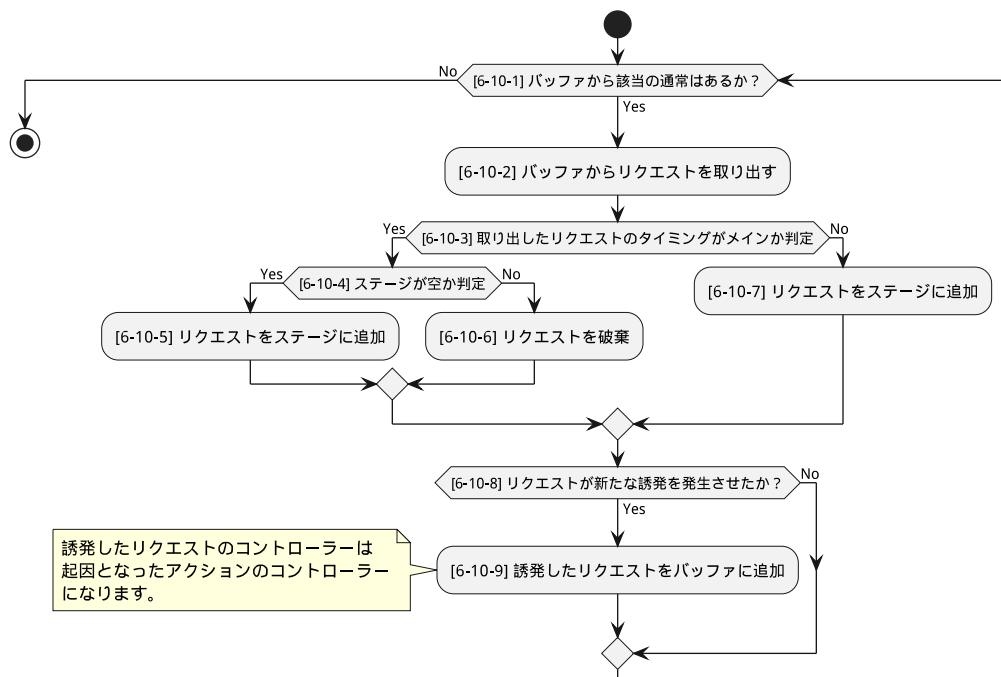 No
[6-10-1] バッファから該当の通常はあるか？
Yes
[6-10-2] バッファからリクエストを取り出す
Yes
[6-10-3] 取り出したリクエストのタイミングがメインか判定
No
Yes
[6-10-4] ステージが空か判定
No
[6-10-7] リクエストをステージに追加
[6-10-5] リクエストをステージに追加
[6-10-6] リクエストを破棄
[6-10-8] リクエストが新たな誘発を発生させたか？
No
Yes
誘発したリクエストのコントローラーは
起因となったアクションのコントローラー
になります。
[6-10-9] 誘発したリクエストをバッファに追加